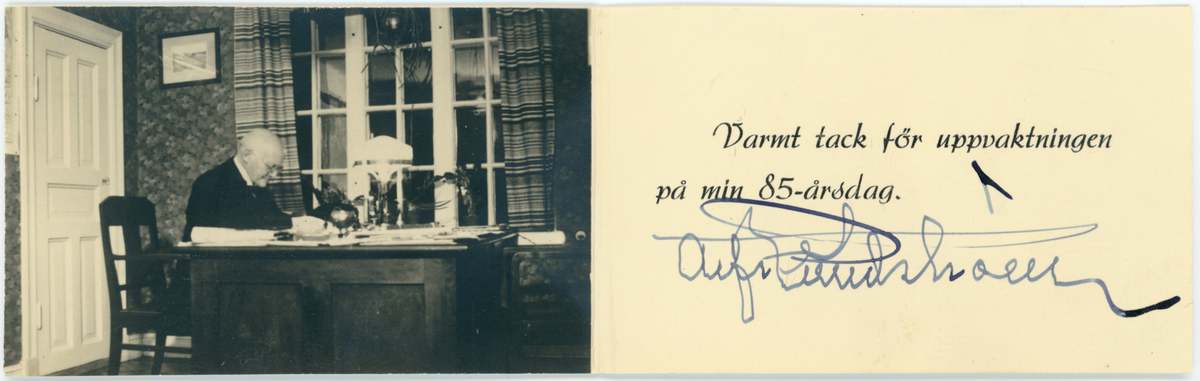 Varmt tack för uppvaktningen
på min 85-årsdag.